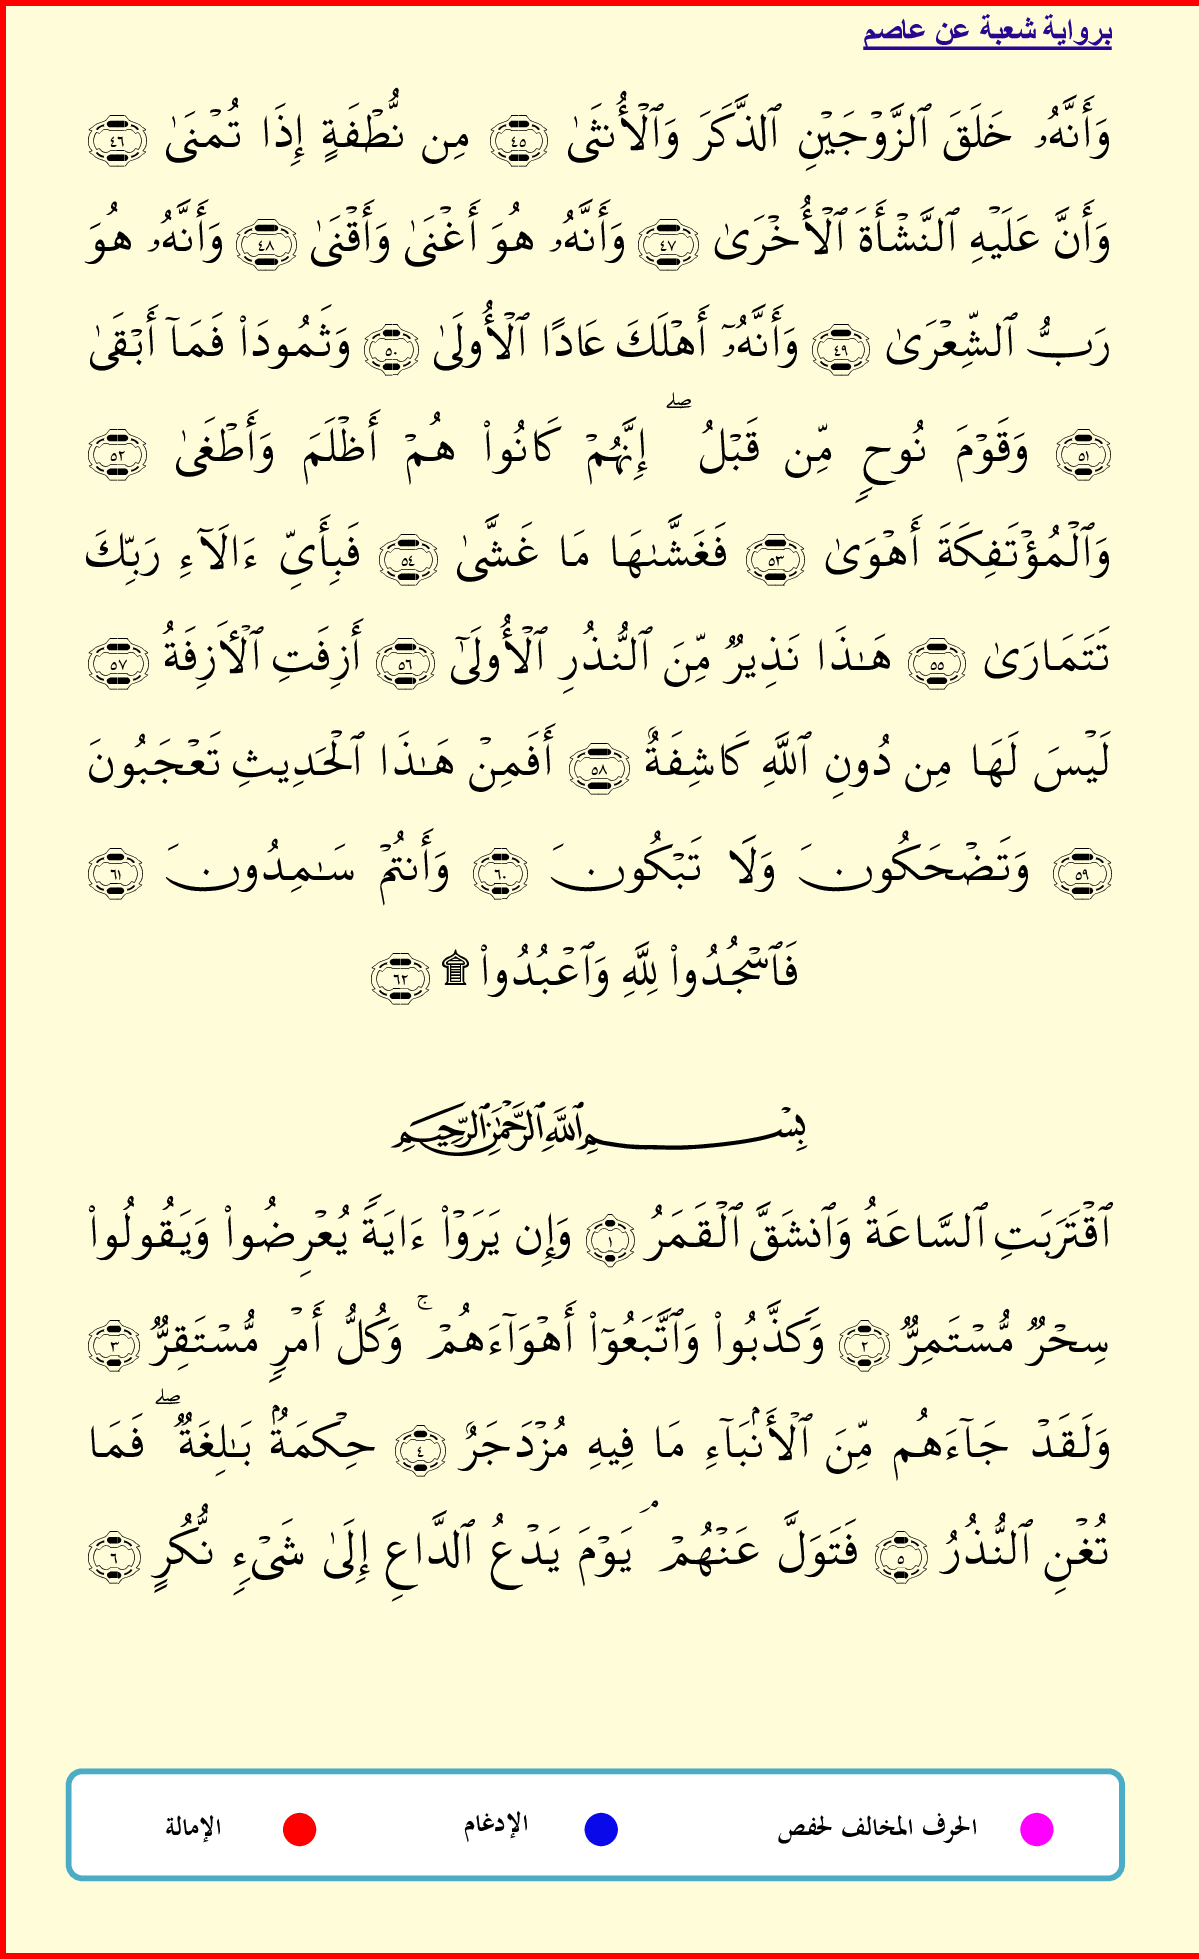 برواية شعبة عن عاصم
وَأَنَّهُۥ خَلَقَ ٱلزَّوۡجَيۡنِ ٱلذَّكَرَ وَٱلۡأُنثَىٰ ٤٥ مِن نُّطۡفَةٍ إِذَا تُمۡنَىٰ ٤٦
وَأَنَّ عَلَيۡهِ ٱلنَّشۡأَةَ ٱلۡأُخۡرَىٰ ٤٧ وَأَنَّهُۥ هُوَ أَغۡنَىٰ وَأَقۡنَىٰ ٤٨ وَأَنَّهُۥ هُوَ
رَبُّ ٱلشِّعۡرَىٰ ٤٩ وَأَنَّهُۥٓ أَهۡلَكَ عَادًا ٱلۡأُولَىٰ ٥٠ وَثَمُودَاْ فَمَآ أَبۡقَىٰ
٥١ وَقَوۡمَ نُوحٍ مِّن قَبۡلُۖ إِنَّهُمۡ كَانُواْ هُمۡ أَظۡلَمَ وَأَطۡغَىٰ ٥٢
وَٱلۡمُؤۡتَفِكَةَ أَهۡوَىٰ ٥٣ فَغَشَّىٰهَا مَا غَشَّىٰ ٥٤ فَبِأَيِّ ءَالَآءِ رَبِّكَ
تَتَمَارَىٰ ٥٥ هَٰذَا نَذِيرٌ مِّنَ ٱلنُّذُرِ ٱلۡأُولَىٰٓ ٥٦ أَزِفَتِ ٱلۡأٓزِفَةُ ٥٧
لَيۡسَ لَهَا مِن دُونِ ٱللَّهِ كَاشِفَةٌ ٥٨ أَفَمِنۡ هَٰذَا ٱلۡحَدِيثِ تَعۡجَبُونَ
٥٩ وَتَضۡحَكُونَ وَلَا تَبۡكُونَ ٦٠ وَأَنتُمۡ سَٰمِدُونَ ٦١
فَٱسۡجُدُواْ لِلَّهِ وَٱعۡبُدُواْ ۩ ٦٢
بِسۡمِ ٱللَّهِ ٱلرَّحۡمَٰنِ ٱلرَّحِيمِ
ٱقۡتَرَبَتِ ٱلسَّاعَةُ وَٱنشَقَّ ٱلۡقَمَرُ ١ وَإِن يَرَوۡاْ ءَايَةً يُعۡرِضُواْ وَيَقُولُواْ
سِحۡرٌ مُّسۡتَمِرٌّ ٢ وَكَذَّبُواْ وَٱتَّبَعُوٓاْ أَهۡوَآءَهُمۡۚ وَكُلُّ أَمۡرٍ مُّسۡتَقِرٌّ ٣
وَلَقَدۡ جَآءَهُم مِّنَ ٱلۡأَنۢبَآءِ مَا فِيهِ مُزۡدَجَرٌ ٤ حِكۡمَةُۢ بَٰلِغَةٌۖ فَمَا
تُغۡنِ ٱلنُّذُرُ ٥ فَتَوَلَّ عَنۡهُمۡۘ يَوۡمَ يَدۡعُ ٱلدَّاعِ إِلَىٰ شَيۡءٍ نُّكُرٍ ٦
الحرف المخالف لحفص الإدغام الإمالة